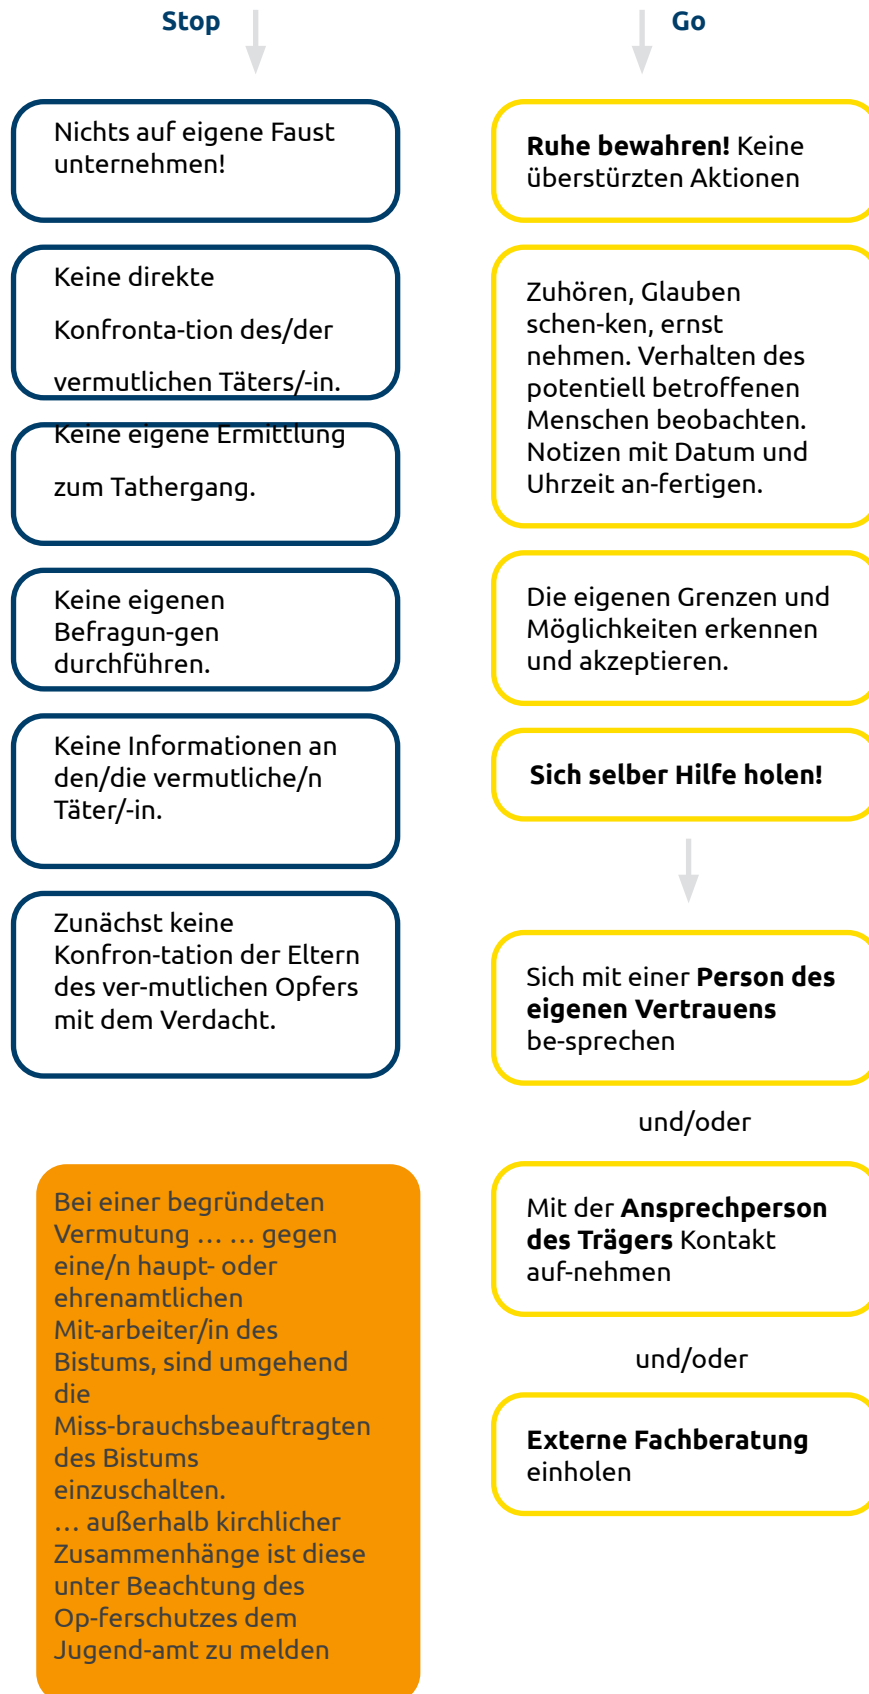 Stop
Nichts auf eigene Faust
unternehmen!
Keine direkte
Konfronta-tion des/der
vermutlichen Täters/-in.
Keine eigene Ermittlung
zum Tathergang.
Keine eigenen
Befragun-gen
durchführen.
Keine Informationen an
den/die vermutliche/n
Täter/-in.
Zunächst keine
Konfron-tation der Eltern
des ver-mutlichen Opfers
mit dem Verdacht.
Bei einer begründeten
Vermutung … … gegen
eine/n haupt- oder
ehrenamtlichen
Mit-arbeiter/in des
Bistums, sind umgehend
die
Miss-brauchsbeauftragten
des Bistums
einzuschalten.
… außerhalb kirchlicher
Zusammenhänge ist diese
unter Beachtung des
Op-ferschutzes dem
Jugend-amt zu melden
Go
Ruhe bewahren! Keine
überstürzten Aktionen
Zuhören, Glauben
schen-ken, ernst
nehmen. Verhalten des
potentiell betroffenen
Menschen beobachten.
Notizen mit Datum und
Uhrzeit an-fertigen.
Die eigenen Grenzen und
Möglichkeiten erkennen
und akzeptieren.
Sich selber Hilfe holen!
Sich mit einer Person des
eigenen Vertrauens
be-sprechen
und/oder
Mit der Ansprechperson
des Trägers Kontakt
auf-nehmen
und/oder
Externe Fachberatung
einholen